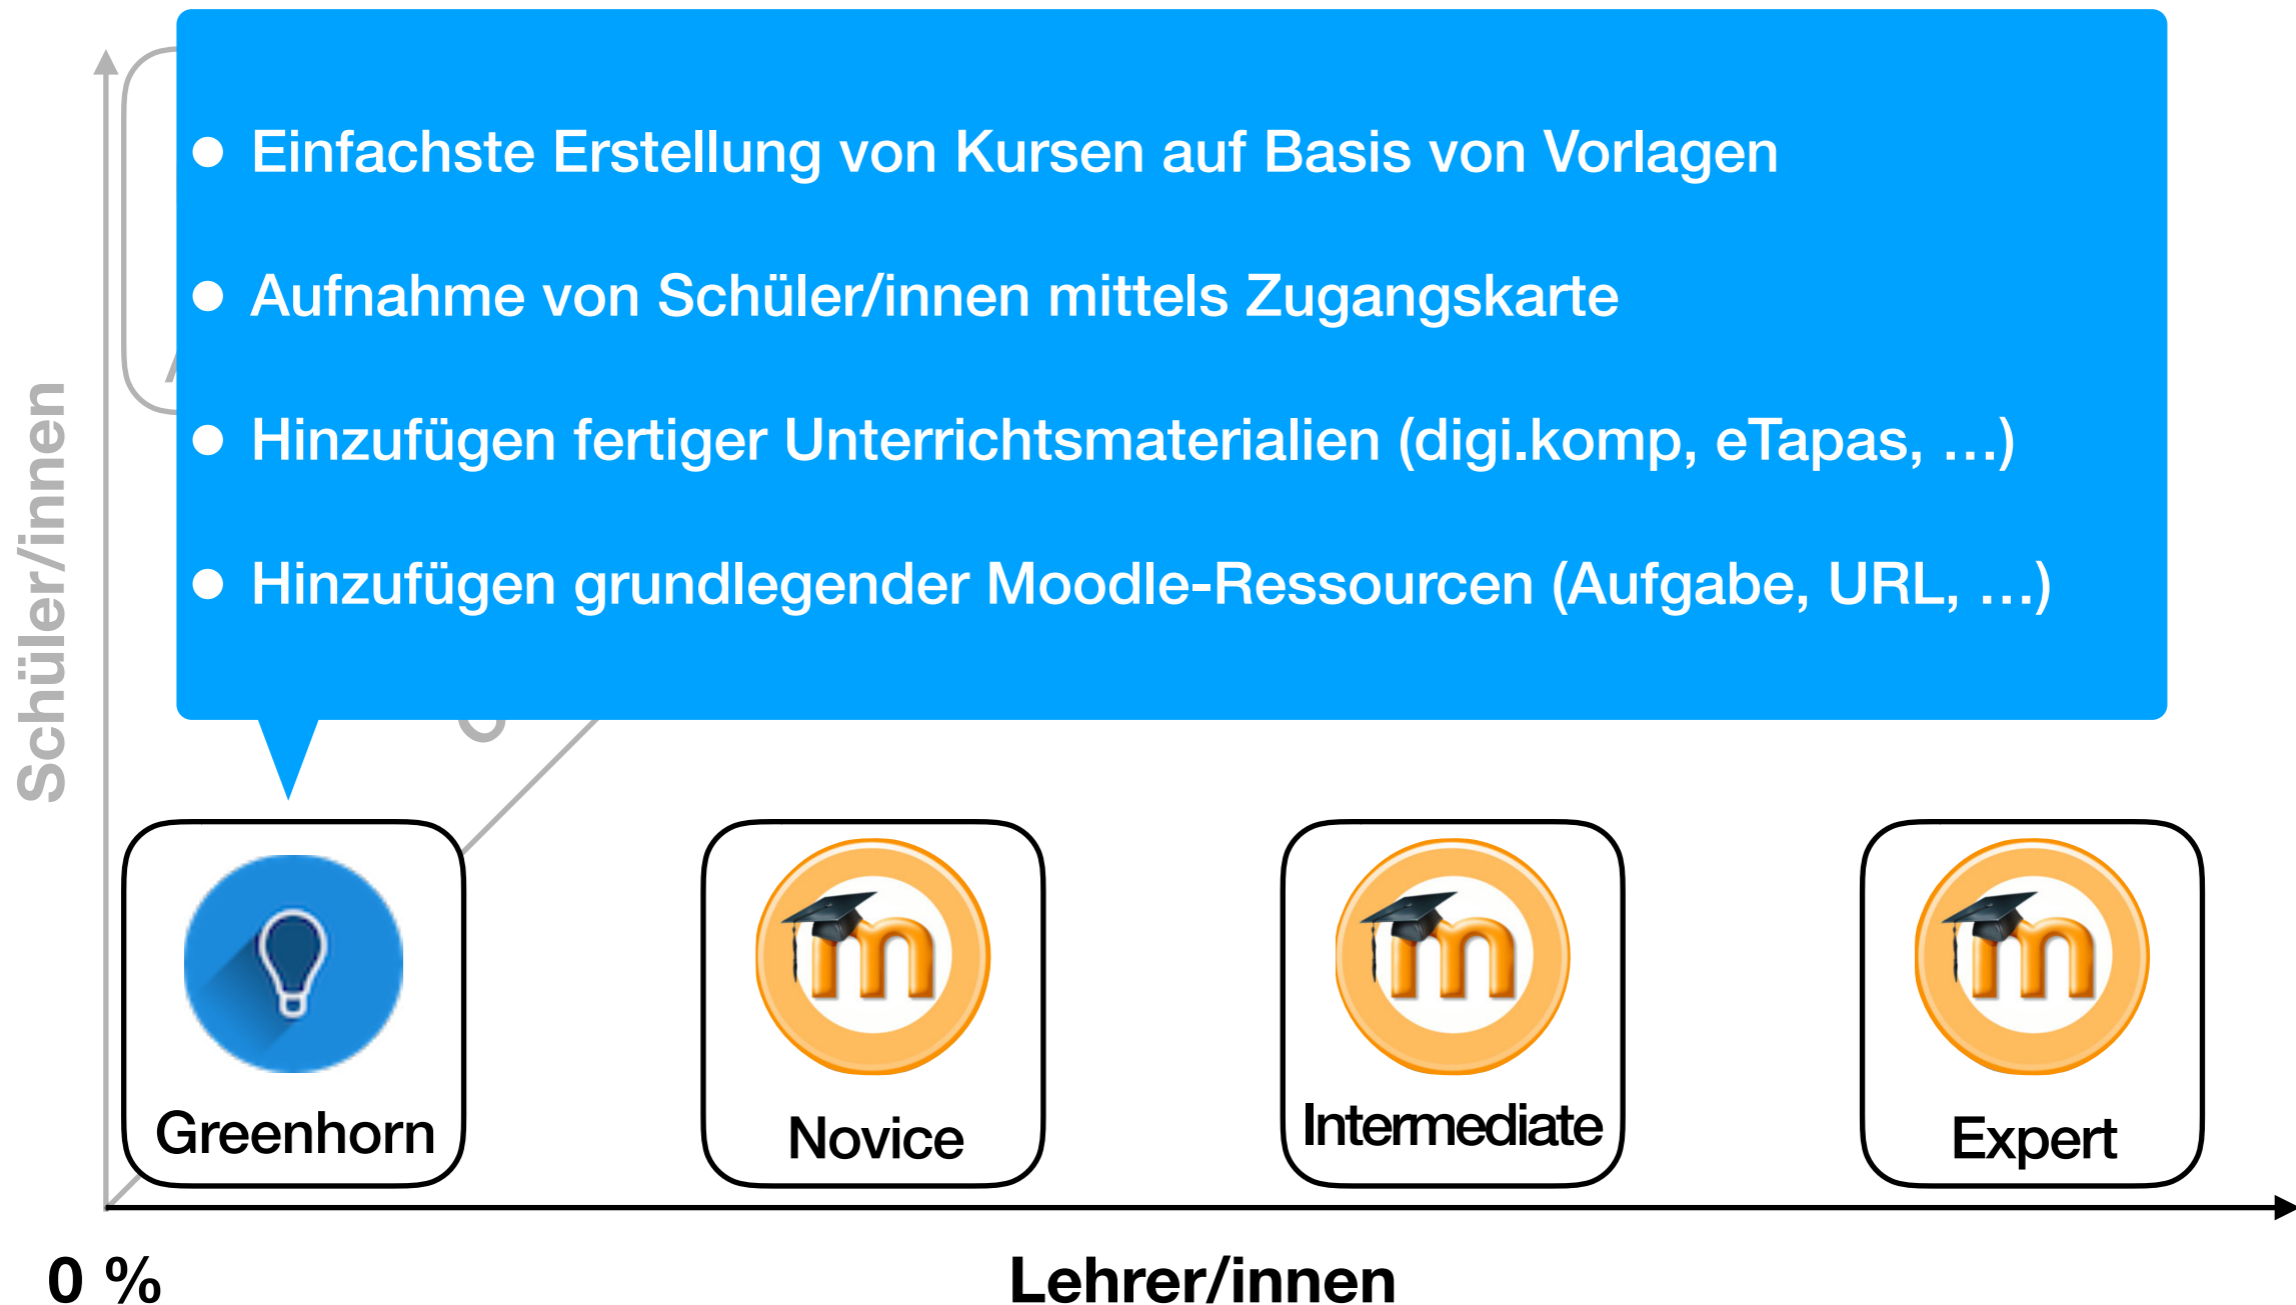 Einfachste Erstellung von Kursen auf Basis von Vorlagen
Aufnahme von Schüler/innen mittels Zugangskarte
Hinzufügen fertiger Unterrichtsmaterialien (digi.komp, eTapas, …)
Hinzufügen grundlegender Moodle-Ressourcen (Aufgabe, URL, …)
Schüler/innen
m
m
m
Greenhorn
Novice
Intermediate
Expert
0 %
Lehrer/innen